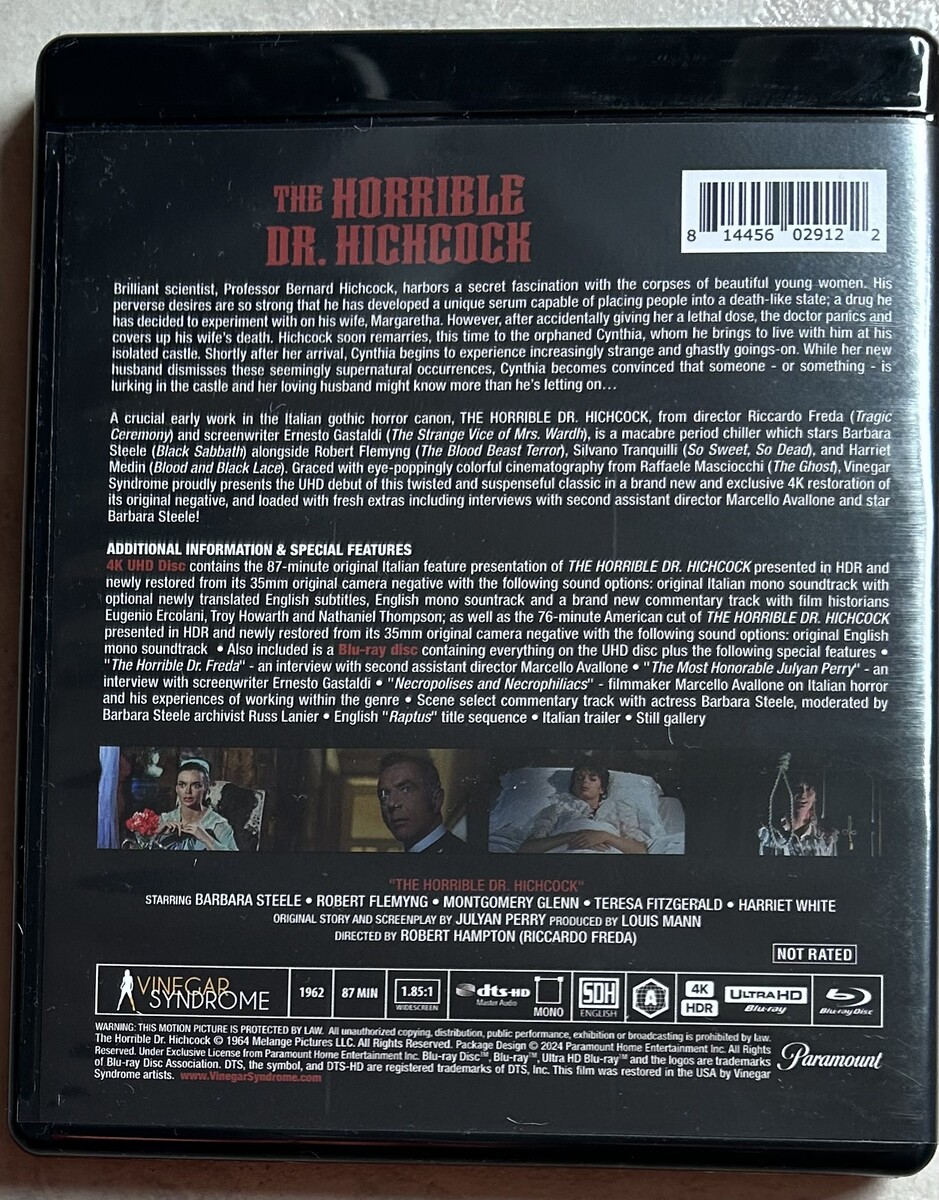 THE HORRIBLE
DR. HICHCOCK
8 14456 02912 2
Brilliant scientist, Professor Bernard Hichcock, harbors a secret fascination with the corpses of beautiful young women. His
perverse desires are so strong that he has developed a unique serum capable of placing people into a death-like state; a drug he
has decided to experiment with on his wife, Margaretha. However, after accidentally giving her a lethal dose, the doctor panics and
covers up his wife's death. Hichcock soon remarries, this time to the orphaned Cynthia, whom he brings to live with him at his
isolated castle. Shortly after her arrival, Cynthia begins to experience increasingly strange and ghastly goings-on. While her new
husband dismisses these seemingly supernatural occurrences, Cynthia becomes convinced that someone - or something - is
lurking in the castle and her loving husband might know more than he's letting on...
A crucial early work in the Italian gothic horror canon, THE HORRIBLE DR. HICHCOCK, from director Riccardo Freda (Tragic
Ceremony) and screenwriter Ernesto Gastaldi (The Strange Vice of Mrs. Wardh), is a macabre period chiller which stars Barbara
Steele (Black Sabbath) alongside Robert Flemyng (The Blood Beast Terror), Silvano Tranquilli (So Sweet, So Dead), and Harriet
Medin (Blood and Black Lace). Graced with eye-poppingly colorful cinematography from Raffaele Masciocchi (The Ghost), Vinegar
Syndrome proudly presents the UHD debut of this twisted and suspenseful classic in a brand new and exclusive 4K restoration of
its original negative, and loaded with fresh extras including interviews with second assistant director Marcello Avallone and star
Barbara Steele!
ADDITIONAL INFORMATION & SPECIAL FEATURES
4K UHD Disc contains the 87-minute original Italian feature presentation of THE HORRIBLE DR. HICHCOCK presented in HDR and
newly restored from its 35mm original camera negative with the following sound options: original Italian mono soundtrack with
optional newly translated English subtitles, English mono sountrack and a brand new commentary track with film historians
Eugenio Ercolani, Troy Howarth and Nathaniel Thompson; as well as the 76-minute American cut of THE HORRIBLE DR. HICHCOCK
presented in HDR and newly restored from its 35mm original camera negative with the following sound options: original English
mono soundtrack • Also included is a Blu-ray disc containing everything on the UHD disc plus the following special features •
"The Horrible Dr. Freda" - an interview with second assistant director Marcello Avallone • "The Most Honorable Julyan Perry" - an
interview with screenwriter Ernesto Gastaldi • "Necropolises and Necrophiliacs" - filmmaker Marcello Avallone on Italian horror
and his experiences of working within the genre • Scene select commentary track with actress Barbara Steele, moderated by
Barbara Steele archivist Russ Lanier • English "Raptus" title sequence • Italian trailer • Still gallery
"THE HORRIBLE DR. HICHCOCK"
STARRING BARBARA STEELE • ROBERT FLEMYNG • MONTGOMERY GLENN • TERESA FITZGERALD • HARRIET WHITE
ORIGINAL STORY AND SCREENPLAY BY JULYAN PERRY PRODUCED BY LOUIS MANN
DIRECTED BY ROBERT HAMPTON (RICCARDO FREDA)
NOT RATED
VINEGAR
SYNDROME
1962
87 MIN
1.85:1
WIDESCREEN
dts-HD
Master Audio
MONO
SDH
ENGLISH
A
4K
HDR
ULTRA HD
Blu-ray
Blu-ray Disc
WARNING: THIS MOTION PICTURE IS PROTECTED BY LAW. All unauthorized copying, distribution, public performance, exhibition or broadcasting is prohibited by law.
The Horrible Dr. Hichcock © 1964 Melange Pictures LLC. All Rights Reserved. Package Design © 2024 Paramount Home Entertainment Inc. All Rights
Reserved. Under Exclusive License from Paramount Home Entertainment Inc. Blu-ray Disc™, Blu-ray™, Ultra HD Blu-ray™ and the logos are trademarks
of Blu-ray Disc Association. DTS, the symbol, and DTS-HD are registered trademarks of DTS, Inc. This film was restored in the USA by Vinegar
Syndrome artists. www.VinegarSyndrome.com
Paramount